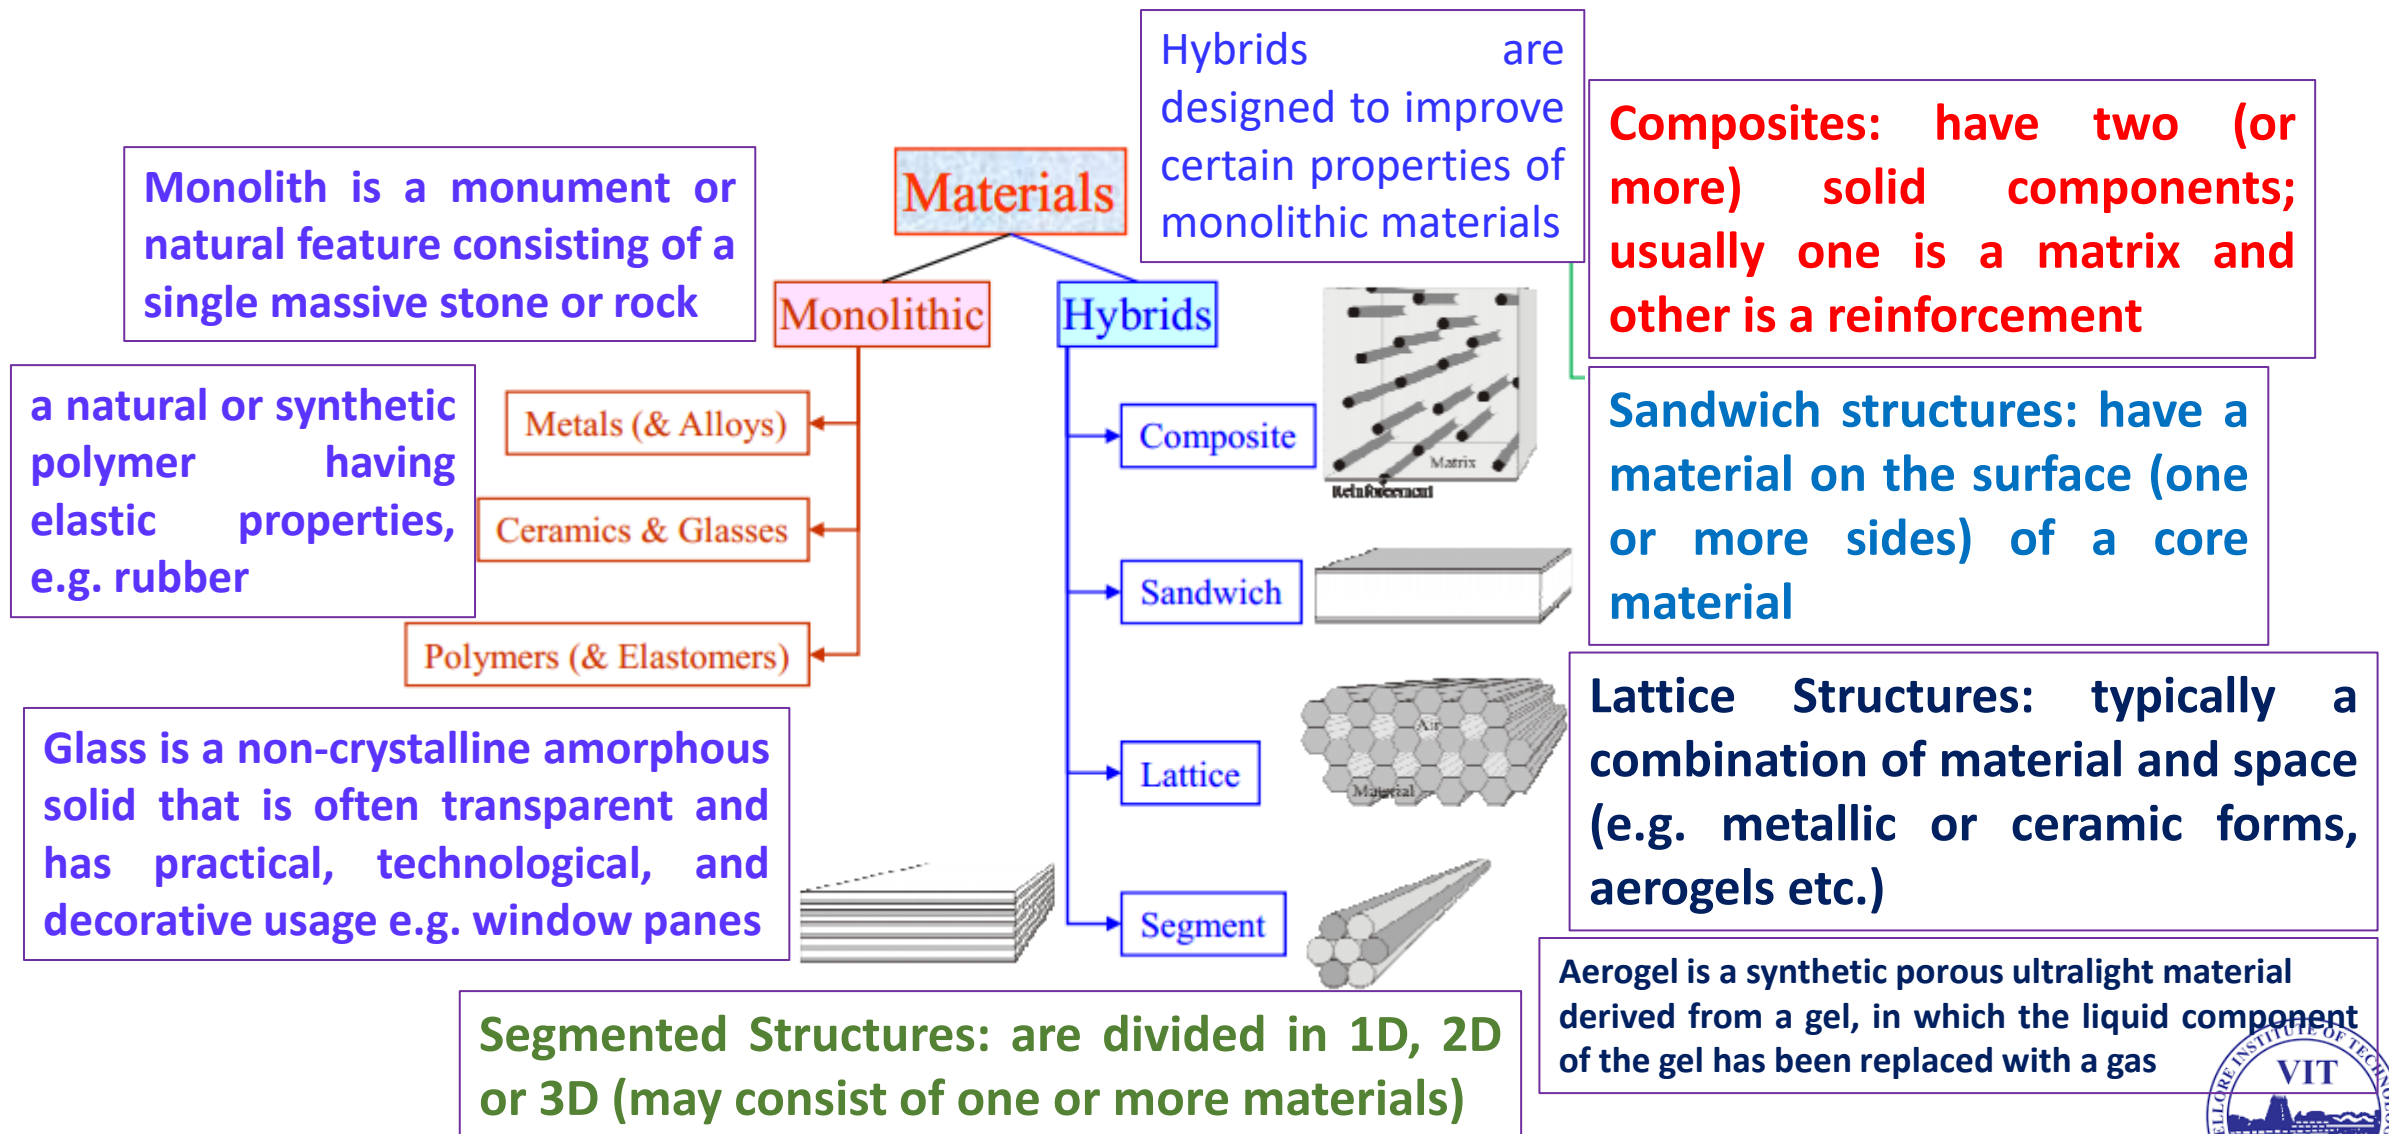 Hybrids are
designed to improve
certain properties of
monolithic materials
Composites: have two (or
more) solid components;
usually one is a matrix and
other is a reinforcement
Monolith is a monument or
natural feature consisting of a
single massive stone or rock
Materials
Monolithic
Hybrids
a natural or synthetic
polymer having
elastic properties,
e.g. rubber
Metals (& Alloys)
Ceramics & Glasses
Polymers (& Elastomers)
Composite
Matrix
Reinforcement
Sandwich
Sandwich structures: have a
material on the surface (one
or more sides) of a core
material
Lattice
Air
Material
Lattice Structures: typically a
combination of material and space
(e.g. metallic or ceramic forms,
aerogels etc.)
Glass is a non-crystalline amorphous
solid that is often transparent and
has practical, technological, and
decorative usage e.g. window panes
Segment
Aerogel is a synthetic porous ultralight material
derived from a gel, in which the liquid component
of the gel has been replaced with a gas
Segmented Structures: are divided in 1D, 2D
or 3D (may consist of one or more materials)
INSTITUTE OF
VIT